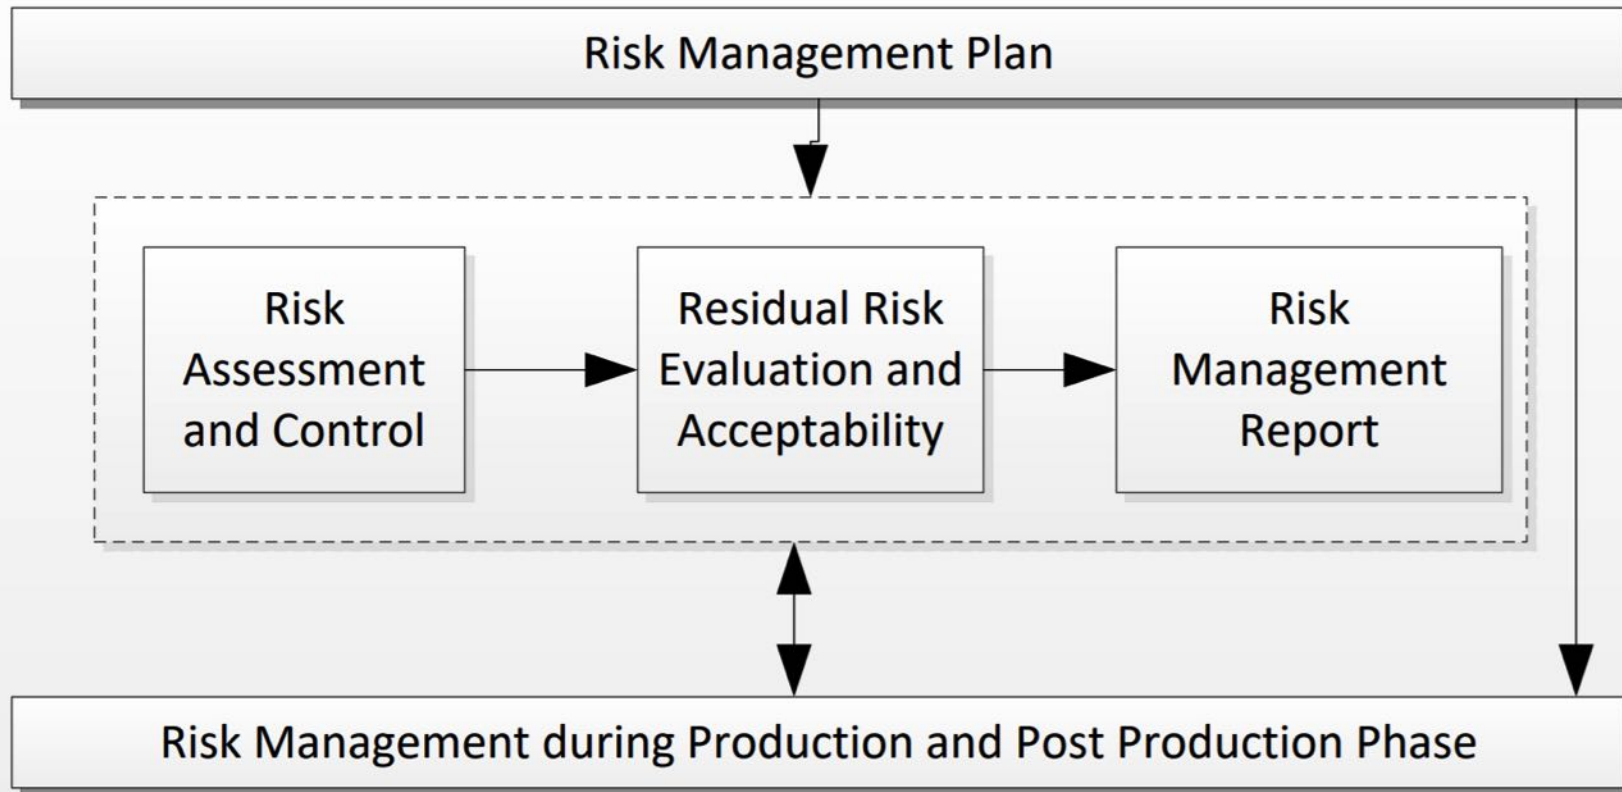 Risk Management Plan
Risk
Assessment
and Control
Residual Risk
Evaluation and
Acceptability
Risk
Management
Report
Risk Management during Production and Post Production Phase